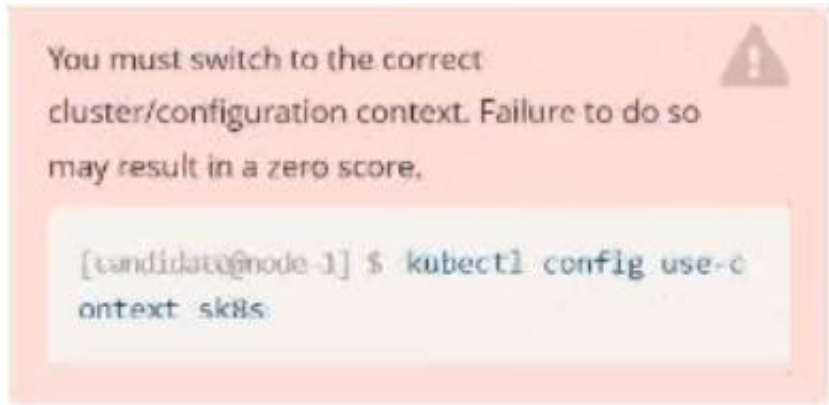 You must switch to the correct
cluster/configuration context. Failure to do so
may result in a zero score.
[candidate@node-1] $ kubectl config use-c
ontext sk8s